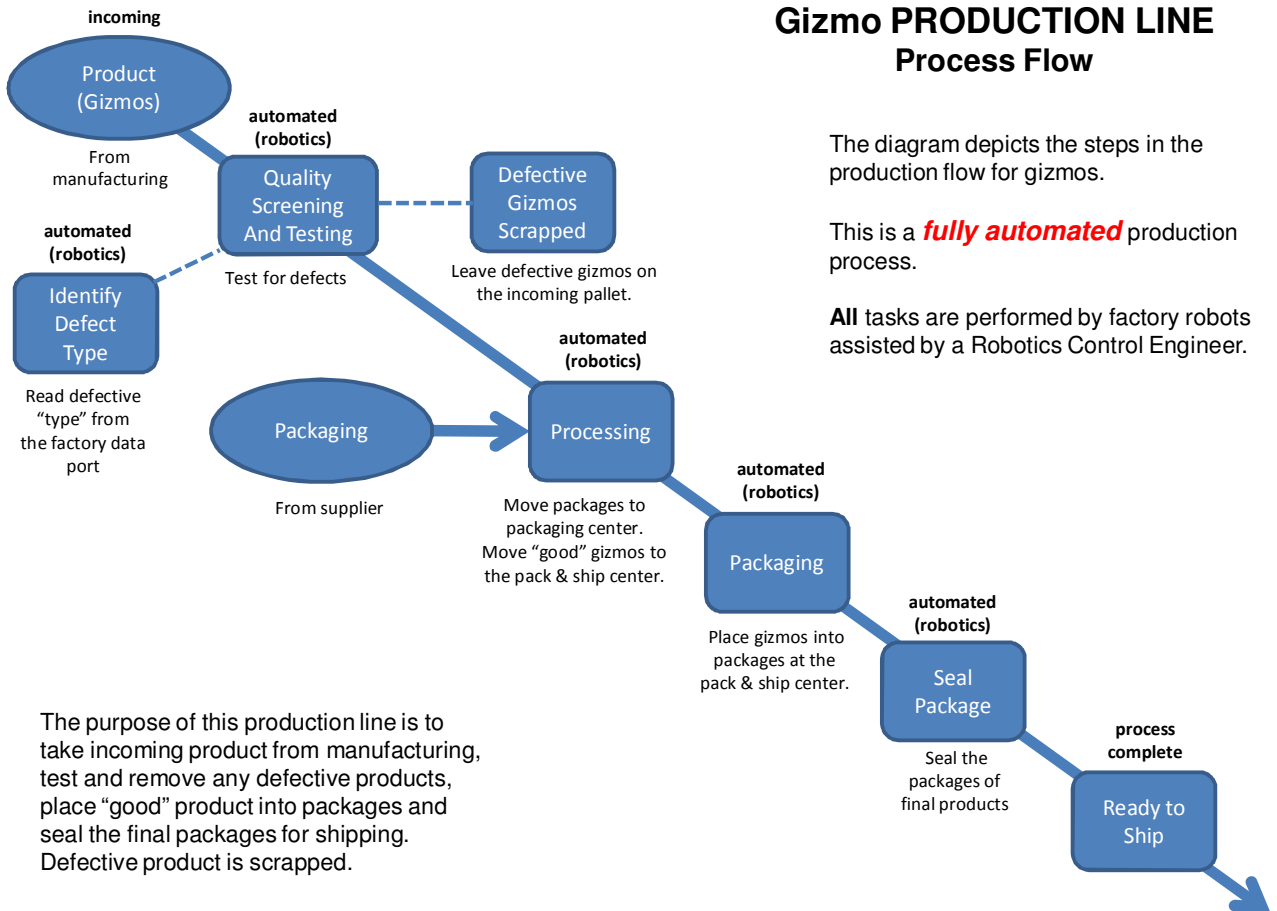 Gizmo PRODUCTION LINE
Process Flow
The diagram depicts the steps in the
production flow for gizmos.
This is a fully automated production
process.
All tasks are performed by factory robots
assisted by a Robotics Control Engineer.
incoming
Product
(Gizmos)
From
manufacturing
automated
(robotics)
Quality
Screening
And Testing
Test for defects
Defective
Gizmos
Scrapped
Leave defective gizmos on
the incoming pallet.
automated
(robotics)
Identify
Defect
Type
Read defective
“type” from
the factory data
port
Packaging
From supplier
automated
(robotics)
Processing
Move packages to
packaging center.
Move “good” gizmos to
the pack & ship center.
automated
(robotics)
Packaging
Place gizmos into
packages at the
pack & ship center.
automated
(robotics)
Seal
Package
Seal the
packages of
final products
process
complete
Ready to
Ship
The purpose of this production line is to
take incoming product from manufacturing,
test and remove any defective products,
place “good” product into packages and
seal the final packages for shipping.
Defective product is scrapped.